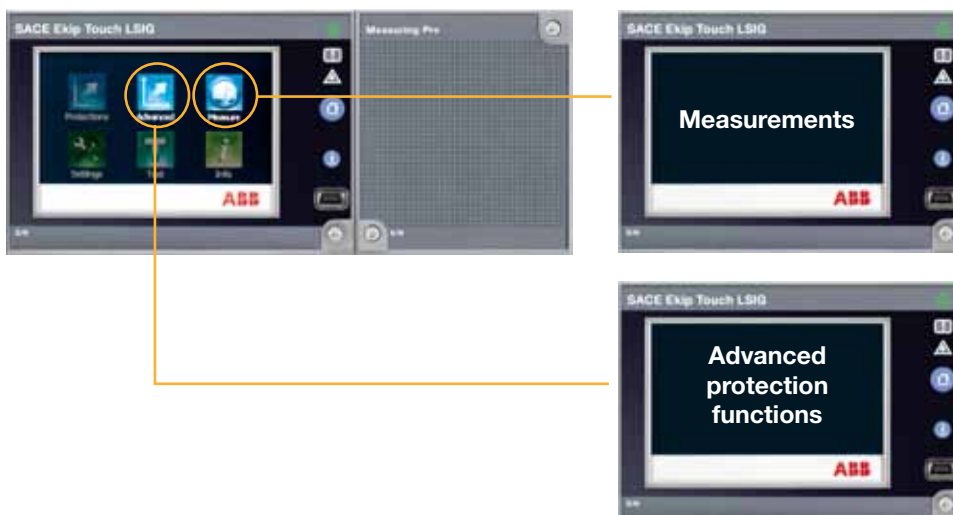 SACE Ekip Touch LSIG
Measuring Pro
Protections
Advanced
Measure
Settings
Test
Info
ABB
SACE Ekip Touch LSIG
Measurements
ABB
SACE Ekip Touch LSIG
Advanced
protection
functions
ABB